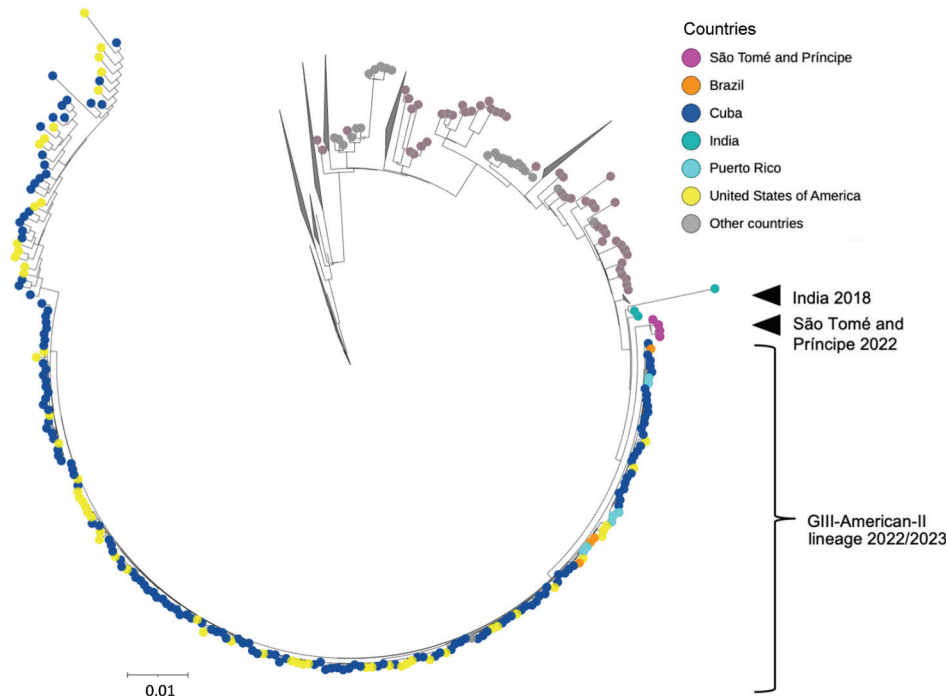 Countries
São Tomé and Príncipe
Brazil
Cuba
India
Puerto Rico
United States of America
Other countries
India 2018
São Tomé and
Príncipe 2022
GIII-American-II
lineage 2022/2023
0.01